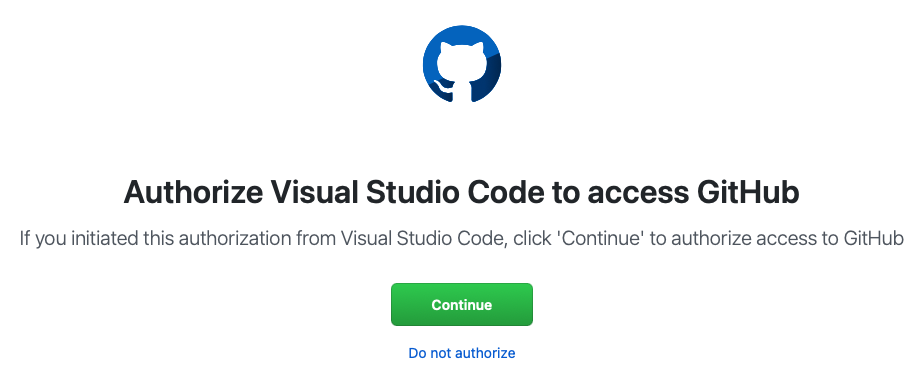 Authorize Visual Studio Code to access GitHub
If you initiated this authorization from Visual Studio Code, click 'Continue' to authorize access to GitHub
Continue
Do not authorize